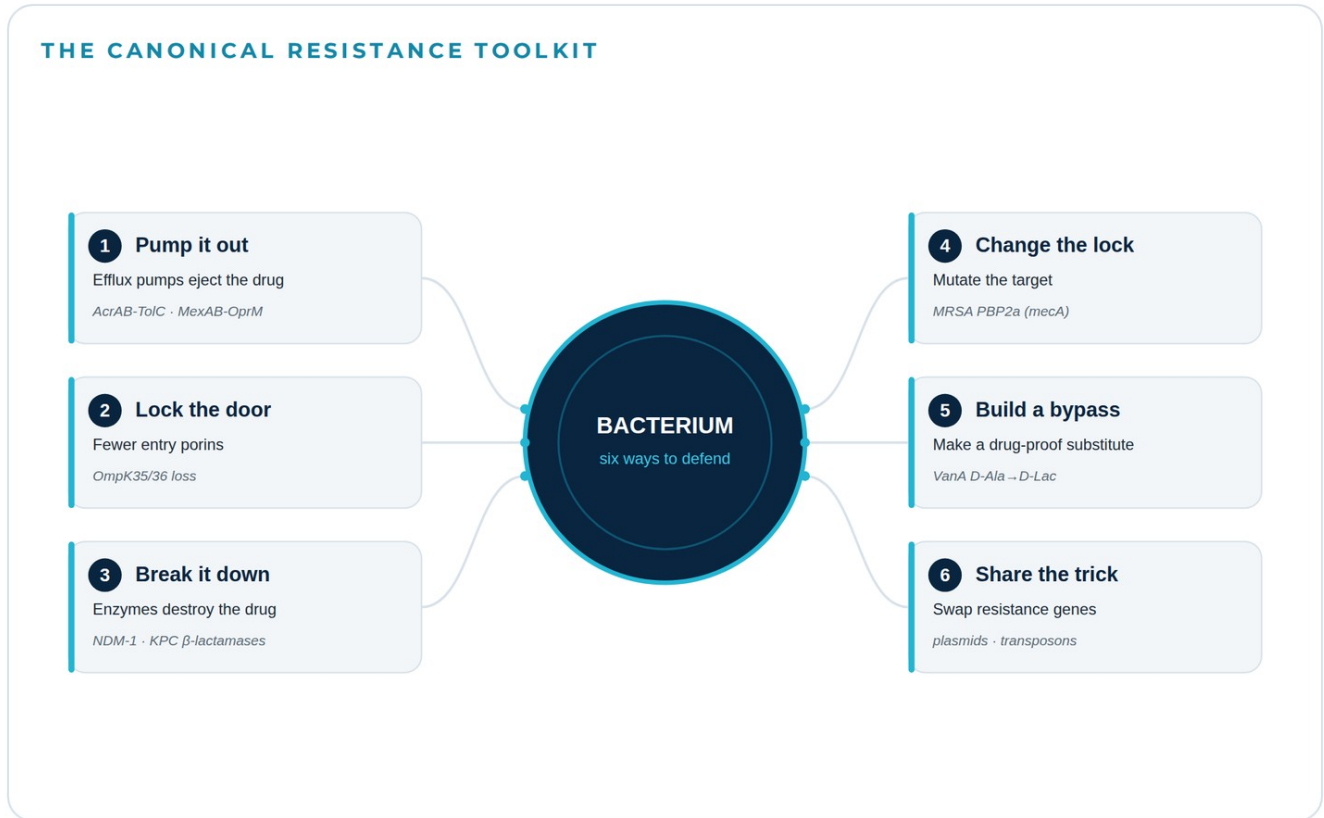 THE CANONICAL RESISTANCE TOOLKIT
1 Pump it out
Efflux pumps eject the drug
AcrAB-TolC · MexAB-OprM
2 Lock the door
Fewer entry porins
OmpK35/36 loss
3 Break it down
Enzymes destroy the drug
NDM-1 · KPC β-lactamases
BACTERIUM
six ways to defend
4 Change the lock
Mutate the target
MRSA PBP2a (mecA)
5 Build a bypass
Make a drug-proof substitute
VanA D-Ala→D-Lac
6 Share the trick
Swap resistance genes
plasmids · transposons